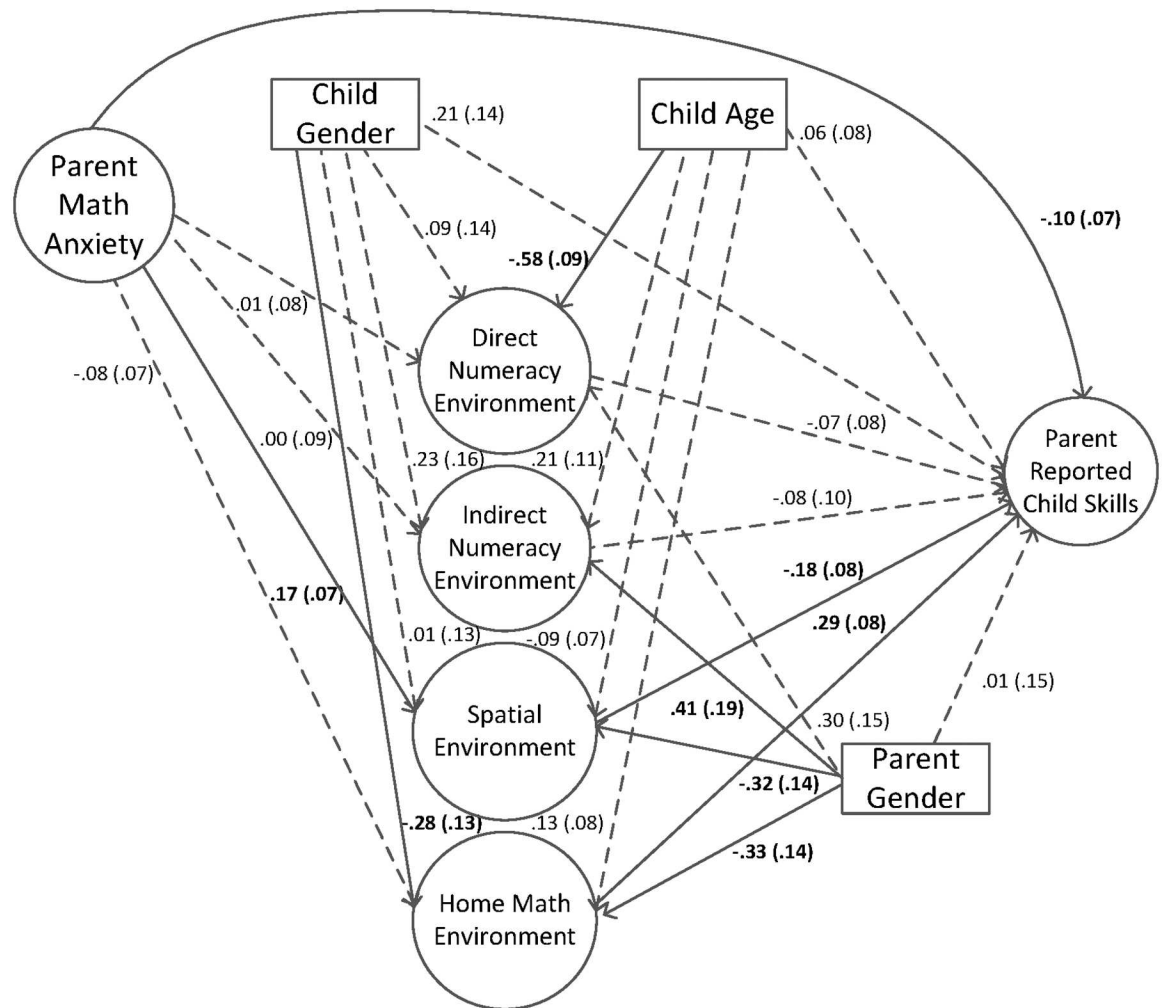 Child
Gender
Child Age
.21 (.14)
.06 (.08)
Parent
Math
Anxiety
-.10 (.07)
.09 (.14)
-.58 (.09)
.01 (.08)
Direct
Numeracy
Environment
-.08 (.07)
-.07 (.08)
Parent
Reported
Child Skills
.00 (.09)
.23 (.16)
.21 (.11)
-.08 (.10)
Indirect
Numeracy
Environment
-.18 (.08)
.17 (.07)
.29 (.08)
.01 (.13)
-.09 (.07)
.01 (.15)
Spatial
Environment
.41 (.19)
.30 (.15)
Parent
Gender
-.32 (.14)
-.28 (.13)
.13 (.08)
-.33 (.14)
Home Math
Environment